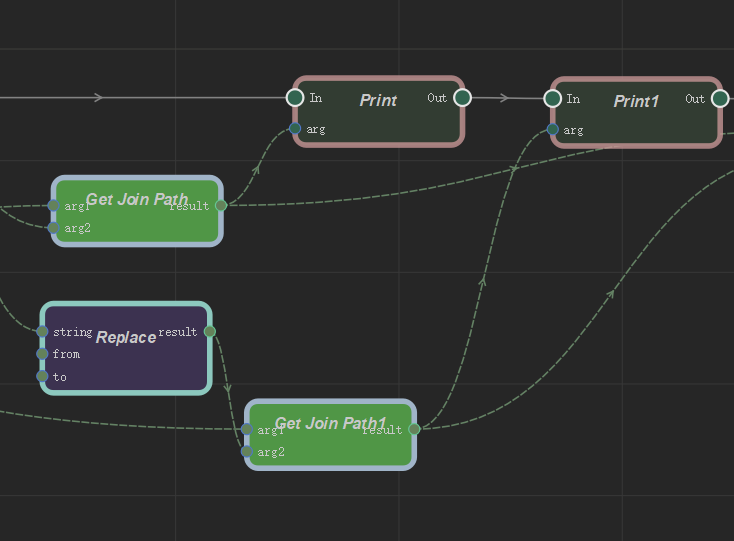 In Print Out
arg
In Print1 Out
arg
Get Join Path
arg1 result
arg2
string Replace result
from
to
Get Join Path1
arg1 result
arg2